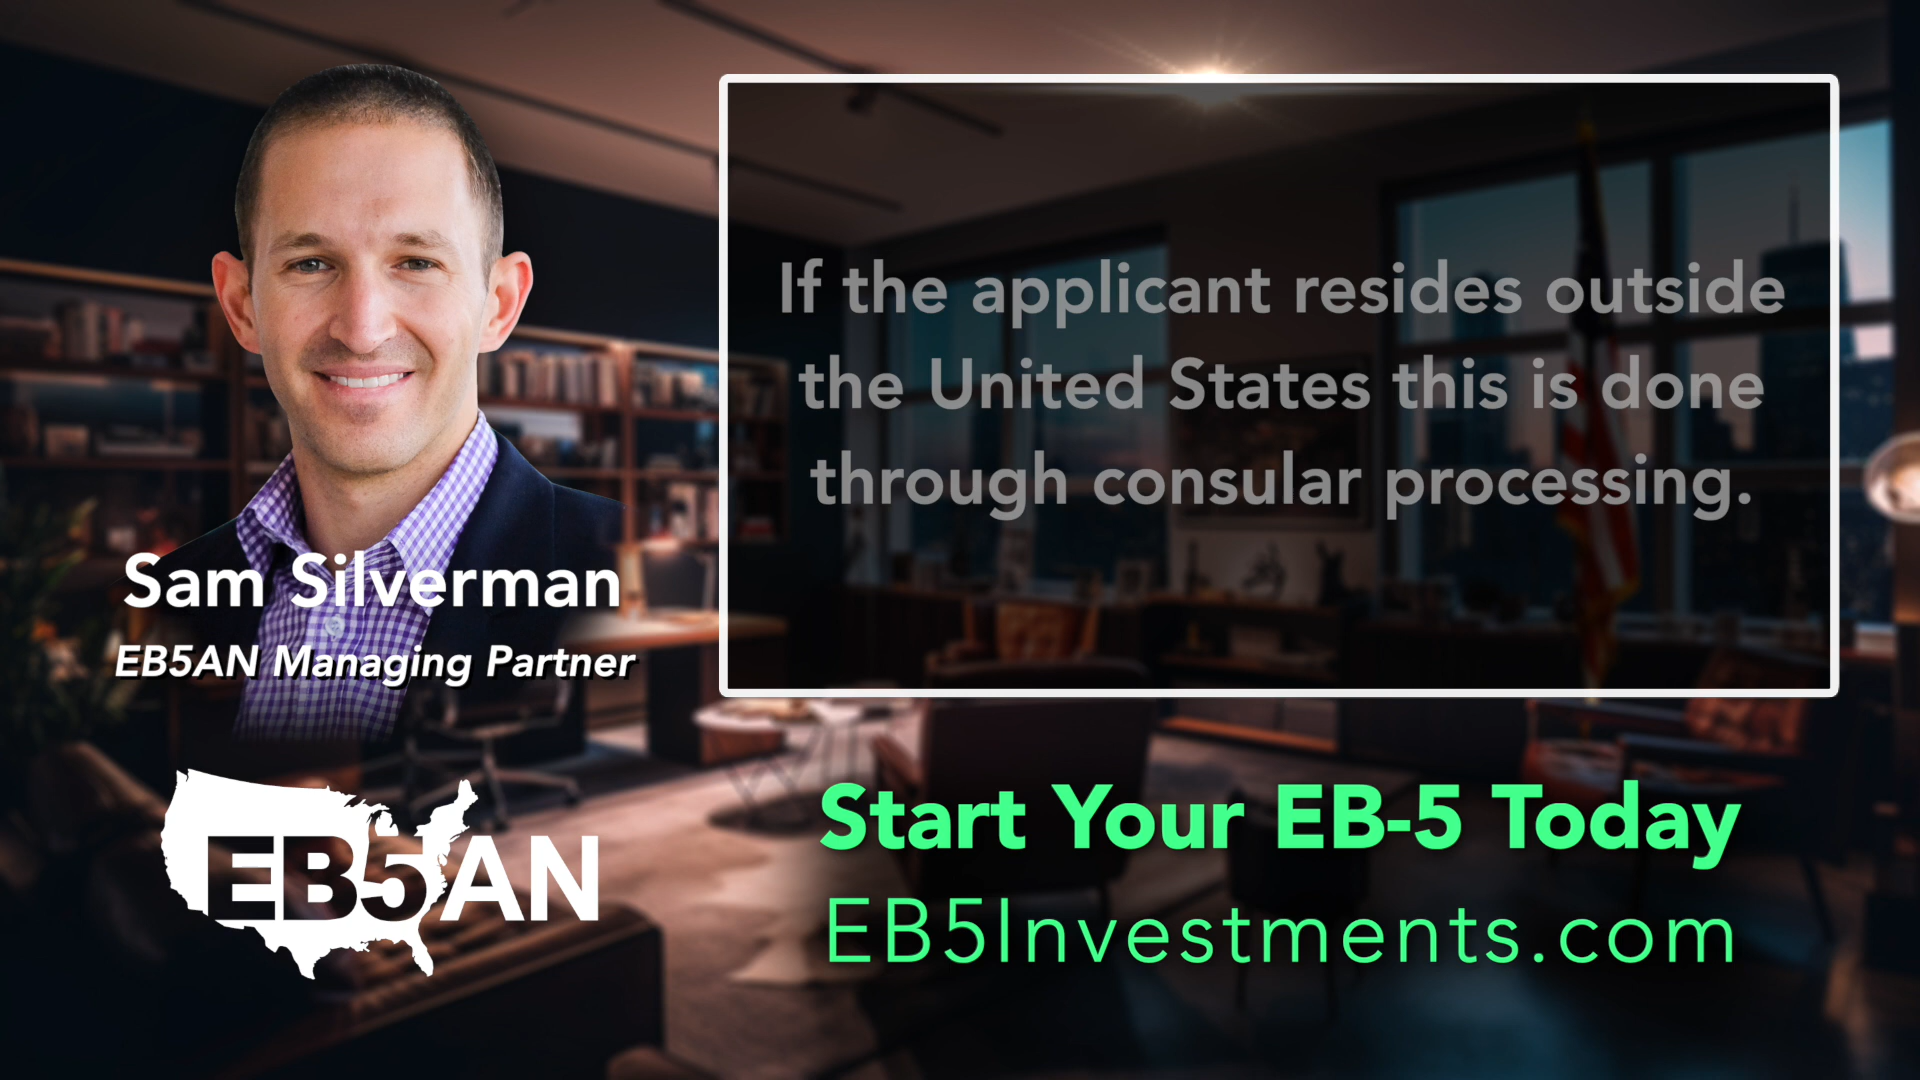 If the applicant resides outside
the United States this is done
through consular processing.
Sam Silverman
EB5AN Managing Partner
EB5AN
Start Your EB-5 Today
EB5Investments.com